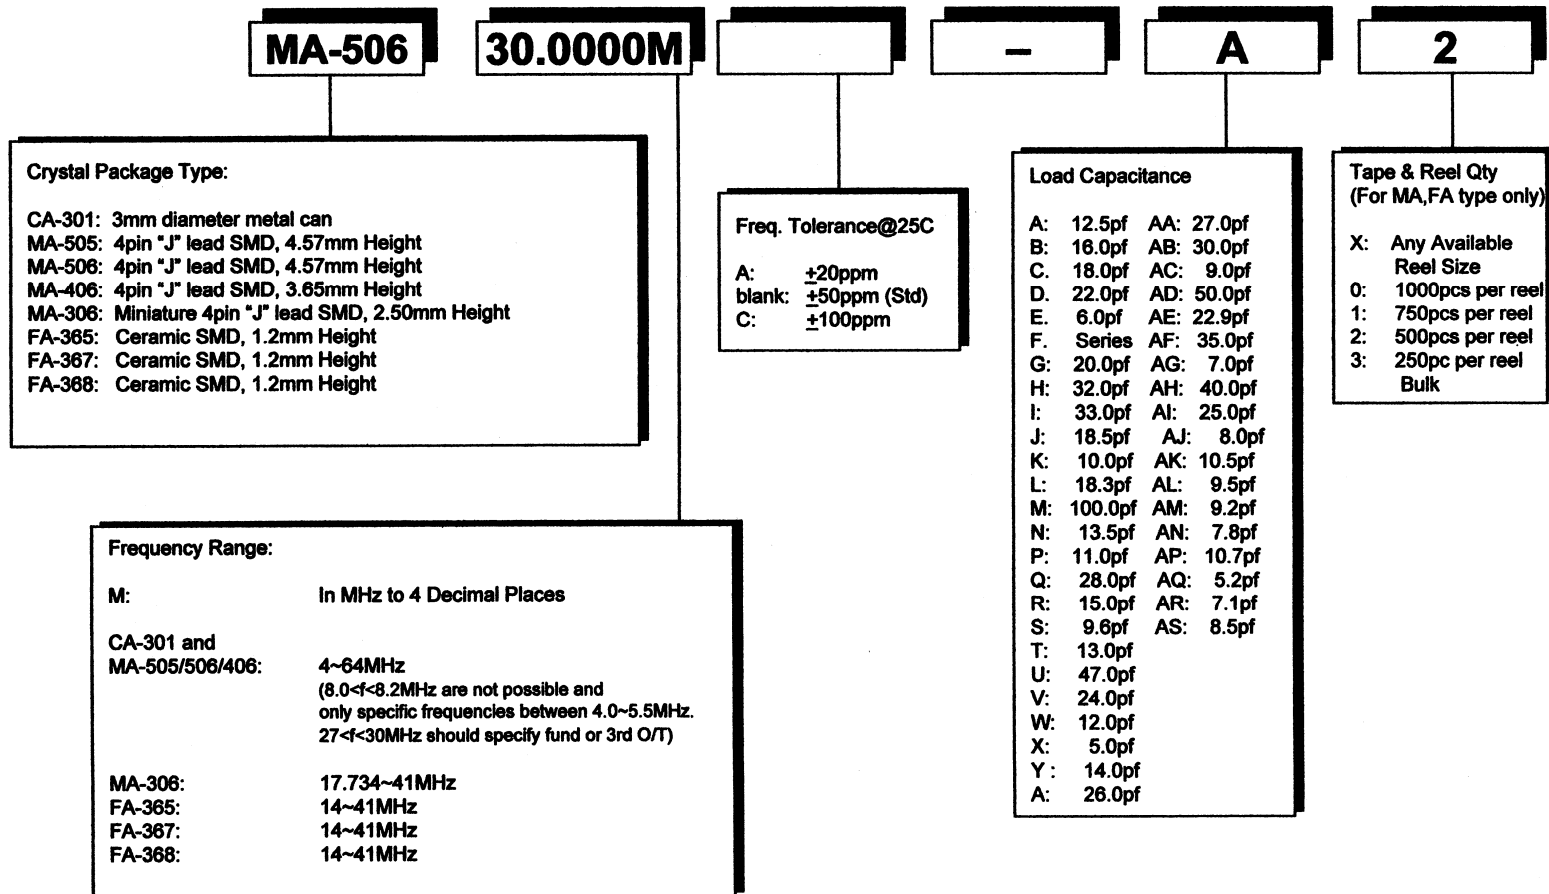 MA-506 30.0000M – A 2
Crystal Package Type:
CA-301: 3mm diameter metal can
MA-505: 4pin "J" lead SMD, 4.57mm Height
MA-506: 4pin "J" lead SMD, 4.57mm Height
MA-406: 4pin "J" lead SMD, 3.65mm Height
MA-306: Miniature 4pin "J" lead SMD, 2.50mm Height
FA-365: Ceramic SMD, 1.2mm Height
FA-367: Ceramic SMD, 1.2mm Height
FA-368: Ceramic SMD, 1.2mm Height
Frequency Range:
M: In MHz to 4 Decimal Places
CA-301 and
MA-505/506/406: 4~64MHz
(8.0<f<8.2MHz are not possible and
only specific frequencies between 4.0~5.5MHz.
27<f<30MHz should specify fund or 3rd O/T)
MA-306: 17.734~41MHz
FA-365: 14~41MHz
FA-367: 14~41MHz
FA-368: 14~41MHz
Freq. Tolerance@25C
A: ±20ppm
blank: ±50ppm (Std)
C: ±100ppm
Load Capacitance
A: 12.5pf AA: 27.0pf
B: 16.0pf AB: 30.0pf
C. 18.0pf AC: 9.0pf
D. 22.0pf AD: 50.0pf
E. 6.0pf AE: 22.9pf
F. Series AF: 35.0pf
G: 20.0pf AG: 7.0pf
H: 32.0pf AH: 40.0pf
I: 33.0pf AI: 25.0pf
J: 18.5pf AJ: 8.0pf
K: 10.0pf AK: 10.5pf
L: 18.3pf AL: 9.5pf
M: 100.0pf AM: 9.2pf
N: 13.5pf AN: 7.8pf
P: 11.0pf AP: 10.7pf
Q: 28.0pf AQ: 5.2pf
R: 15.0pf AR: 7.1pf
S: 9.6pf AS: 8.5pf
T: 13.0pf
U: 47.0pf
V: 24.0pf
W: 12.0pf
X: 5.0pf
Y : 14.0pf
A: 26.0pf
Tape & Reel Qty
(For MA,FA type only)
X: Any Available
Reel Size
0: 1000pcs per reel
1: 750pcs per reel
2: 500pcs per reel
3: 250pc per reel
Bulk